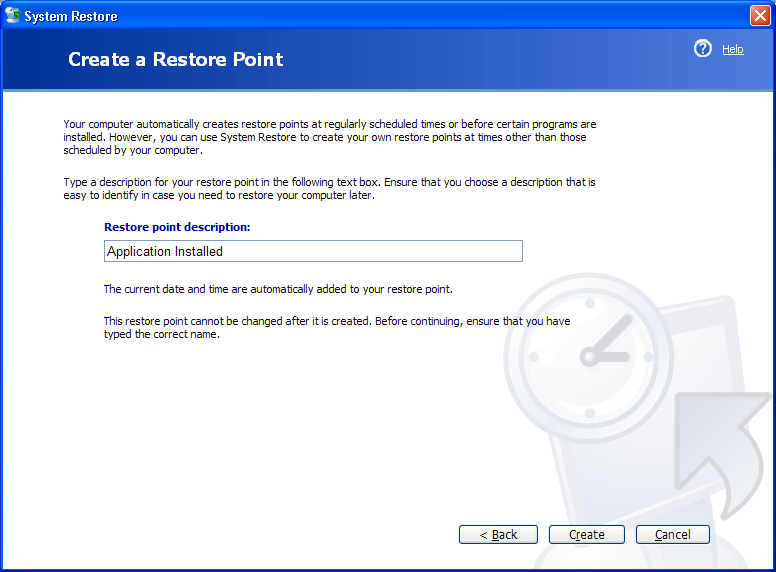 System Restore
Create a Restore Point
Help
Your computer automatically creates restore points at regularly scheduled times or before certain programs are
installed. However, you can use System Restore to create your own restore points at times other than those
scheduled by your computer.
Type a description for your restore point in the following text box. Ensure that you choose a description that is
easy to identify in case you need to restore your computer later.
Restore point description:
Application Installed
The current date and time are automatically added to your restore point.
This restore point cannot be changed after it is created. Before continuing, ensure that you have
typed the correct name.
< Back Create Cancel